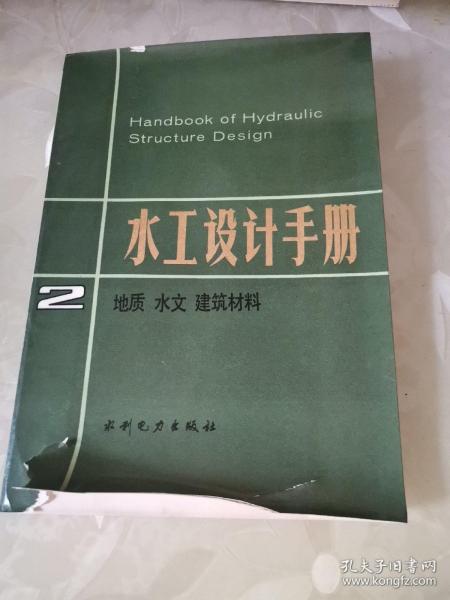 Handbook of Hydraulic
Structure Design
水工设计手册
2
地质 水文 建筑材料
水利电力出版社
孔夫子旧书网
www.kongfz.com